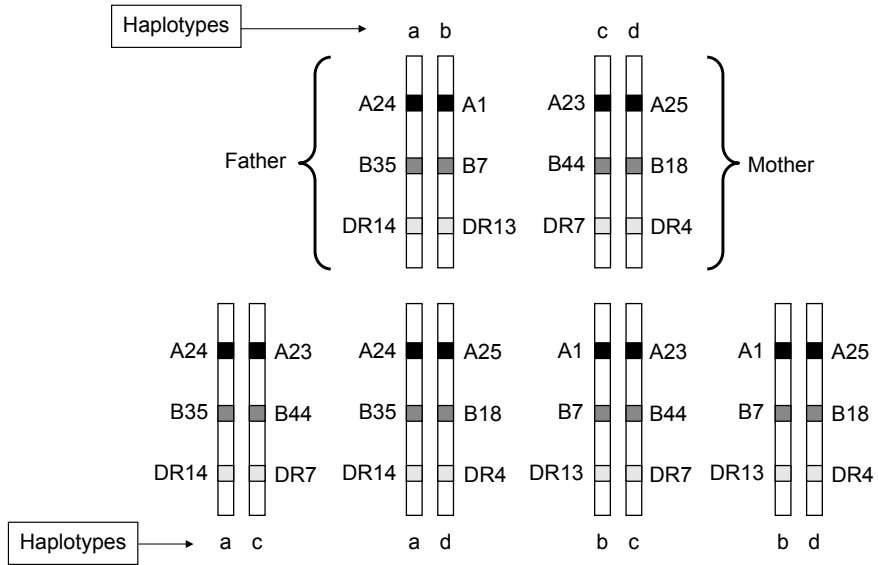 Haplotypes a b c d
A24 A1 A23 A25
Father B35 B7 B44 B18 Mother
DR14 DR13 DR7 DR4
A24 A23 A24 A25 A1 A23 A1 A25
B35 B44 B35 B18 B7 B44 B7 B18
DR14 DR7 DR14 DR4 DR13 DR7 DR13 DR4
Haplotypes a c a d b c b d